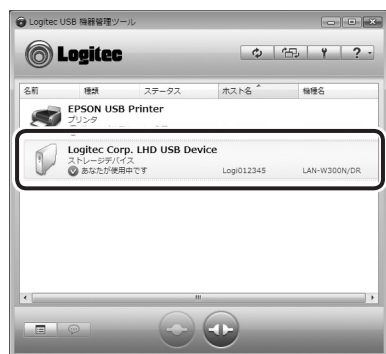 Logitec USB 機器管理ツール
Logitec
?
名前 種類 ステータス ホスト名 機種名
EPSON USB Printer
プリンタ
Logitec Corp. LHD USB Device
ストレージデバイス
あなたが使用中です Logi012345 LAN-W300N/DR